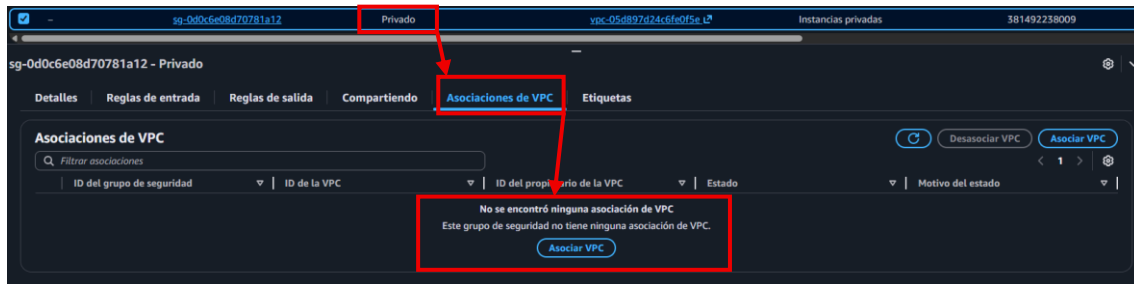 – sg-0d0c6e08d70781a12 Privado vpc-05d897d24c6fe0f5e Instancias privadas 381492238009
sg-0d0c6e08d70781a12 - Privado
Detalles Reglas de entrada Reglas de salida Compartiendo Asociaciones de VPC Etiquetas
Asociaciones de VPC Desasociar VPC Asociar VPC
Filtrar asociaciones < 1 >
ID del grupo de seguridad ID de la VPC ID del propietario de la VPC Estado Motivo del estado
No se encontró ninguna asociación de VPC
Este grupo de seguridad no tiene ninguna asociación de VPC.
Asociar VPC